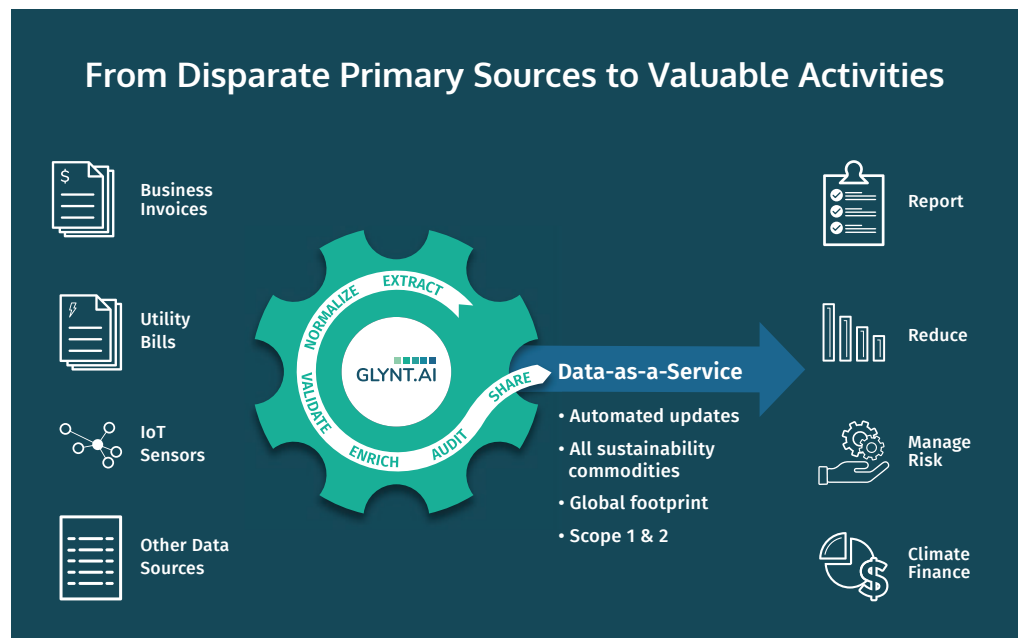 From Disparate Primary Sources to Valuable Activities
$
Business
Invoices
Utility
Bills
IoT
Sensors
Other Data
Sources
EXTRACT
NORMALIZE
VALIDATE
ENRICH
AUDIT
SHARE
GLYNT.AI
Data-as-a-Service
• Automated updates
• All sustainability
commodities
• Global footprint
• Scope 1 & 2
Report
Reduce
Manage
Risk
Climate
Finance
$